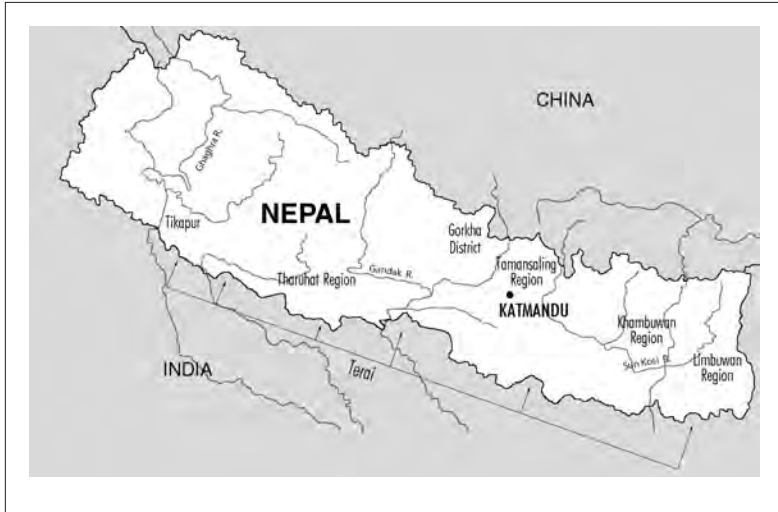 CHINA
Ghaghra R.
NEPAL
Tikapur
Gorkha
District
Tamansaling
Region
Gandak R.
Tharuhat Region
KATMANDU
Khambuwan
Region
Sun Kosi R.
Limbuwan
Region
INDIA
Terai